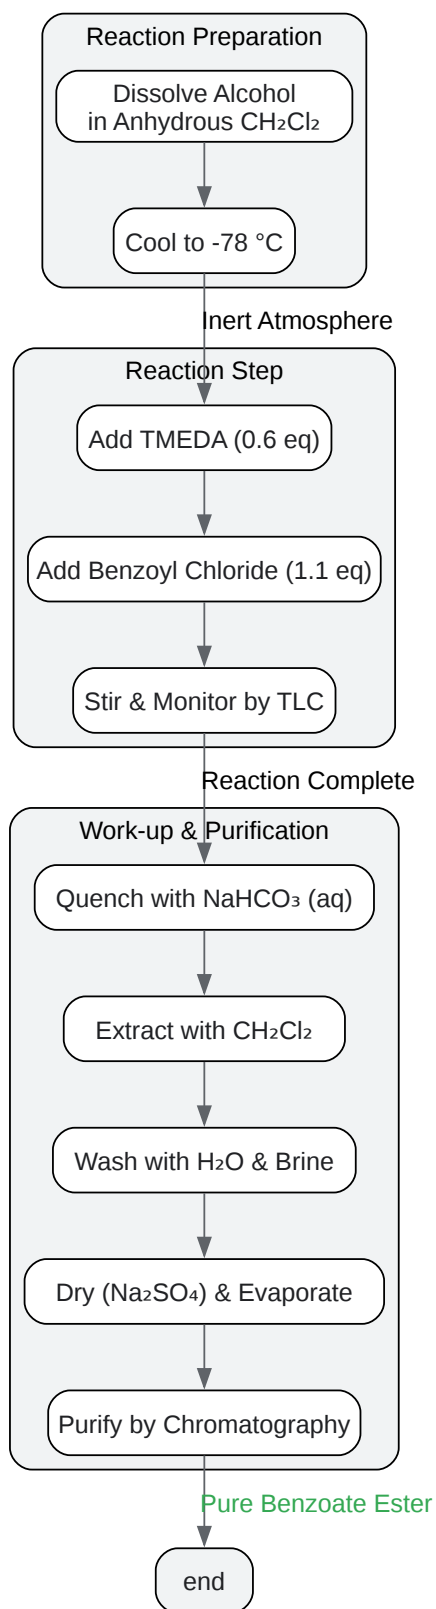 Reaction Preparation
Dissolve Alcohol
in Anhydrous CH₂Cl₂
Cool to -78 °C
Inert Atmosphere
Reaction Step
Add TMEDA (0.6 eq)
Add Benzoyl Chloride (1.1 eq)
Stir & Monitor by TLC
Reaction Complete
Work-up & Purification
Quench with NaHCO₃ (aq)
Extract with CH₂Cl₂
Wash with H₂O & Brine
Dry (Na₂SO₄) & Evaporate
Purify by Chromatography
Pure Benzoate Ester
end